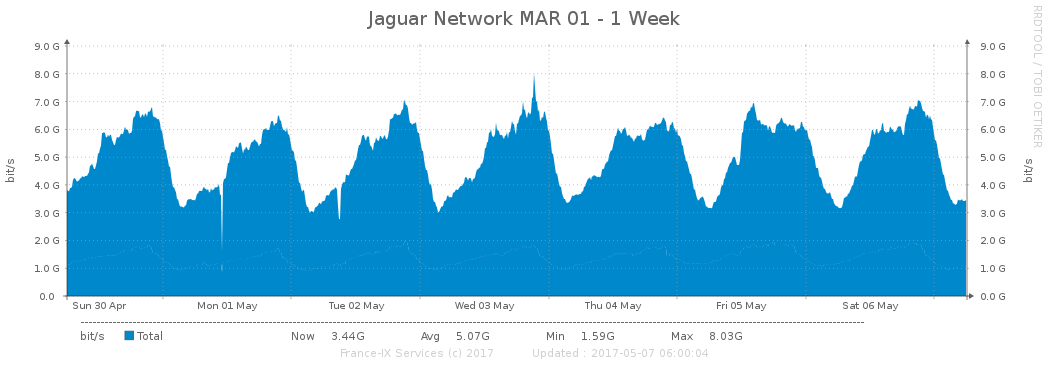 Jaguar Network MAR 01 - 1 Week
RRDTOOL / TOBI OETIKER
bit/s
9.0 G 9.0 G
8.0 G 8.0 G
7.0 G 7.0 G
6.0 G 6.0 G
5.0 G 5.0 G
4.0 G 4.0 G
3.0 G 3.0 G
2.0 G 2.0 G
1.0 G 1.0 G
0.0 0.0 G
bit/s
Sun 30 Apr Mon 01 May Tue 02 May Wed 03 May Thu 04 May Fri 05 May Sat 06 May
bit/s Total Now 3.44G Avg 5.07G Min 1.59G Max 8.03G
France-IX Services (c) 2017 Updated : 2017-05-07 06:00:04